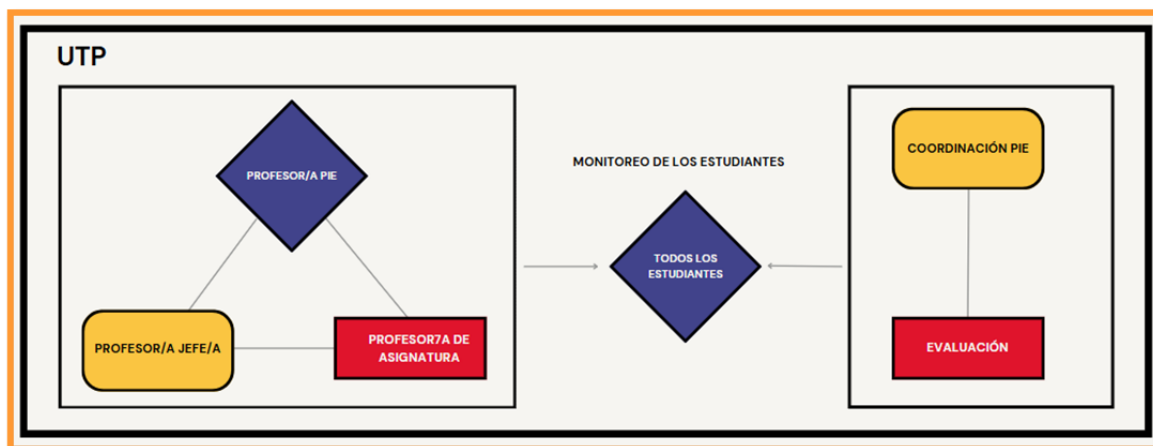 UTP
PROFESOR/A PIE
PROFESOR/A JEFE/A
PROFESOR7A DE
ASIGNATURA
MONITOREO DE LOS ESTUDIANTES
TODOS LOS
ESTUDIANTES
COORDINACIÓN PIE
EVALUACIÓN